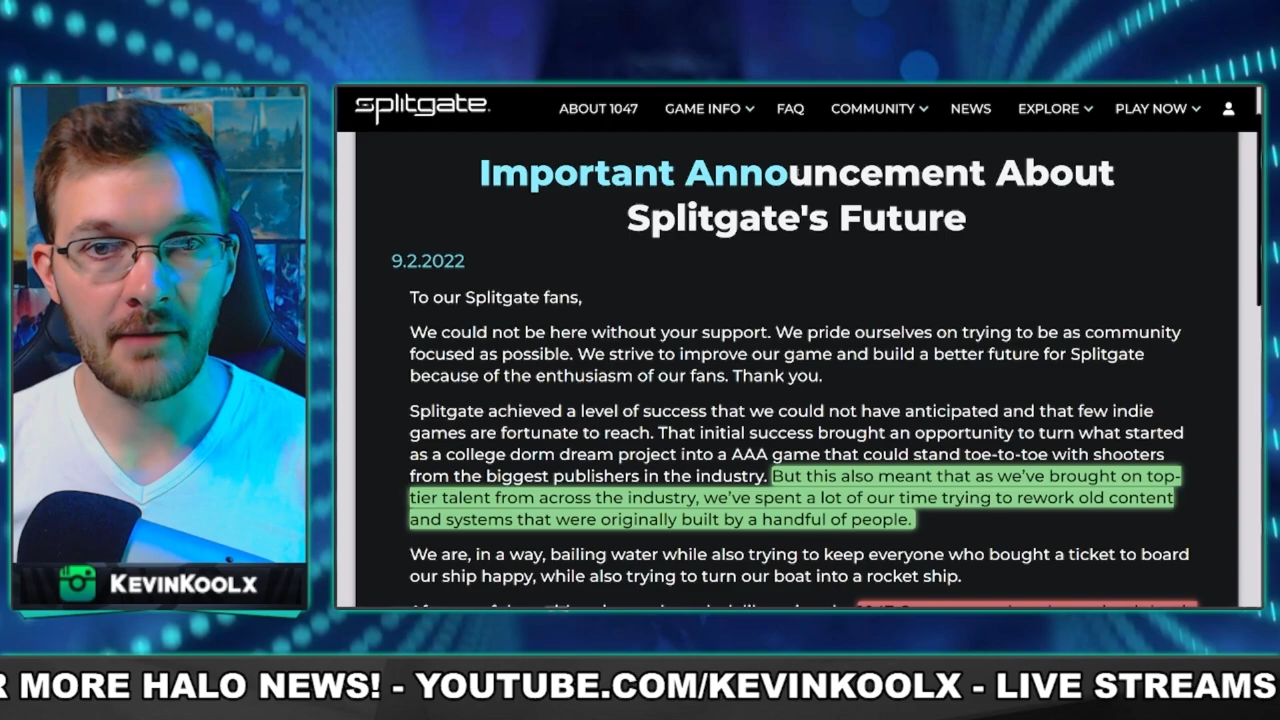 splitgate.
ABOUT 1047 GAME INFO FAQ COMMUNITY NEWS EXPLORE PLAY NOW
Important Announcement About
Splitgate's Future
9.2.2022
To our Splitgate fans,
We could not be here without your support. We pride ourselves on trying to be as community
focused as possible. We strive to improve our game and build a better future for Splitgate
because of the enthusiasm of our fans. Thank you.
Splitgate achieved a level of success that we could not have anticipated and that few indie
games are fortunate to reach. That initial success brought an opportunity to turn what started
as a college dorm dream project into a AAA game that could stand toe-to-toe with shooters
from the biggest publishers in the industry. But this also meant that as we’ve brought on top-
tier talent from across the industry, we’ve spent a lot of our time trying to rework old content
and systems that were originally built by a handful of people.
We are, in a way, bailing water while also trying to keep everyone who bought a ticket to board
our ship happy, while also trying to turn our boat into a rocket ship.
KEVINKOOLX
R MORE HALO NEWS! - YOUTUBE.COM/KEVINKOOLX - LIVE STREAMS